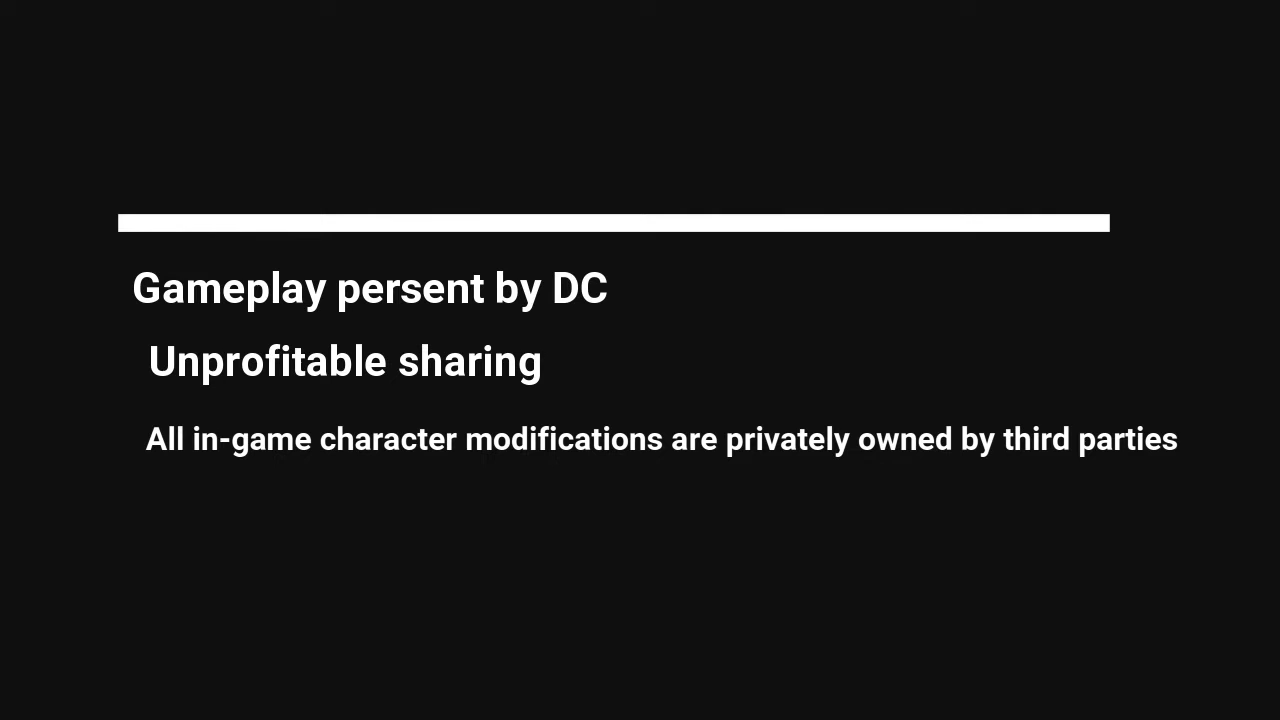 Gameplay persent by DC
Unprofitable sharing
All in-game character modifications are privately owned by third parties